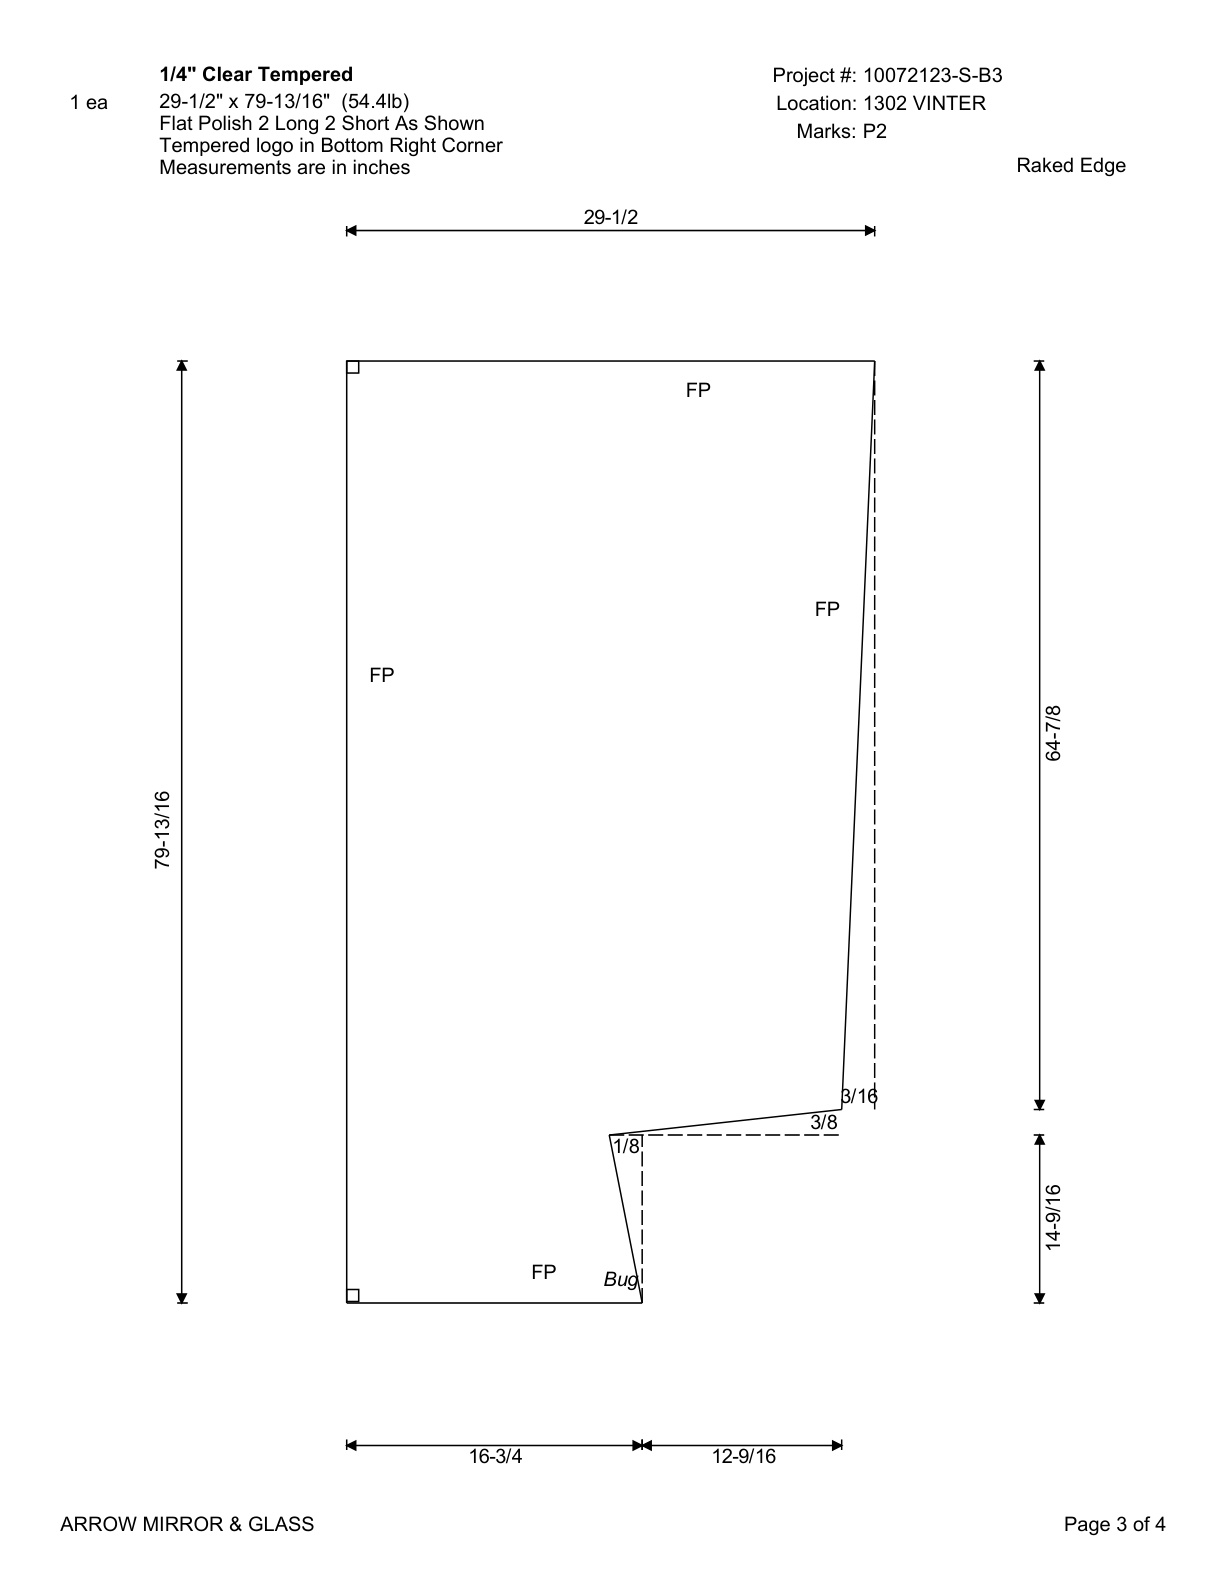 1/4" Clear Tempered
1 ea
29-1/2" x 79-13/16"  (54.4lb)
Flat Polish 2 Long 2 Short As Shown
Tempered logo in Bottom Right Corner
Measurements are in inches
Project #: 10072123-S-B3
Location: 1302 VINTER
Marks: P2
Raked Edge
29-1/2
FP
FP
FP
64-7/8
79-13/16
3/16
3/8
1/8
14-9/16
FP
Bug
16-3/4
12-9/16
ARROW MIRROR & GLASS
Page 3 of 4